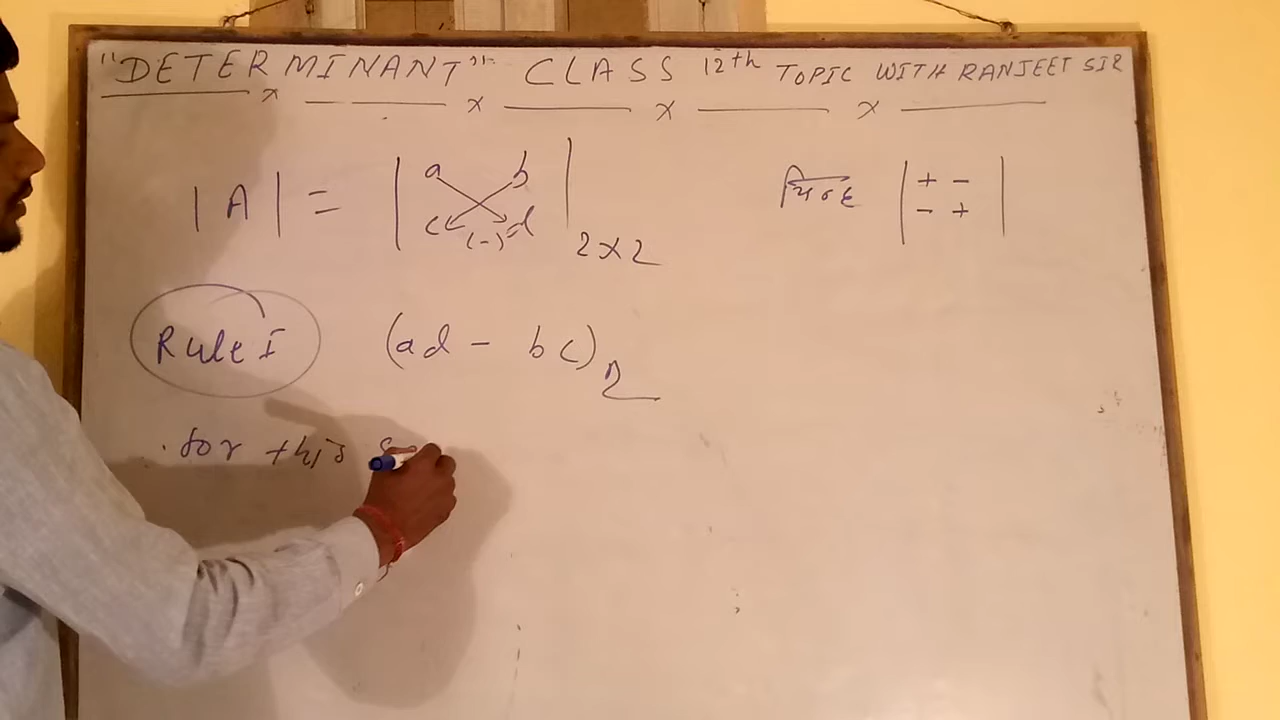 "DETERMINANT" CLASS 12th TOPIC WITH RANJEET SIR
x x x x
|A| = | a b |
| c (-) d | 2x2
| + - |
| - + |
Rule I (ad - bc)
for this